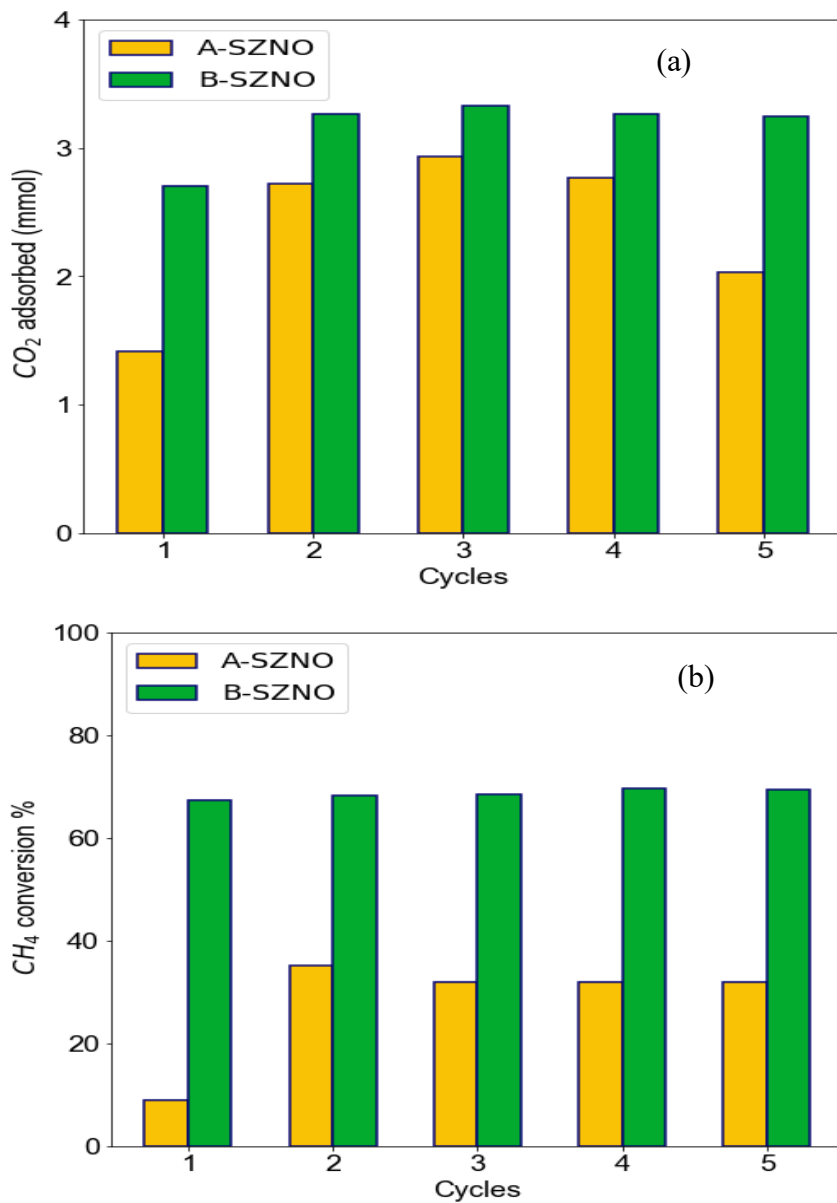 4
A-SZNO
B-SZNO
(a)
3
2
1
0
CO₂ adsorbed (mmol)
1 2 3 4 5
Cycles
100
A-SZNO
B-SZNO
(b)
80
60
40
20
0
CH₄ conversion %
1 2 3 4 5
Cycles